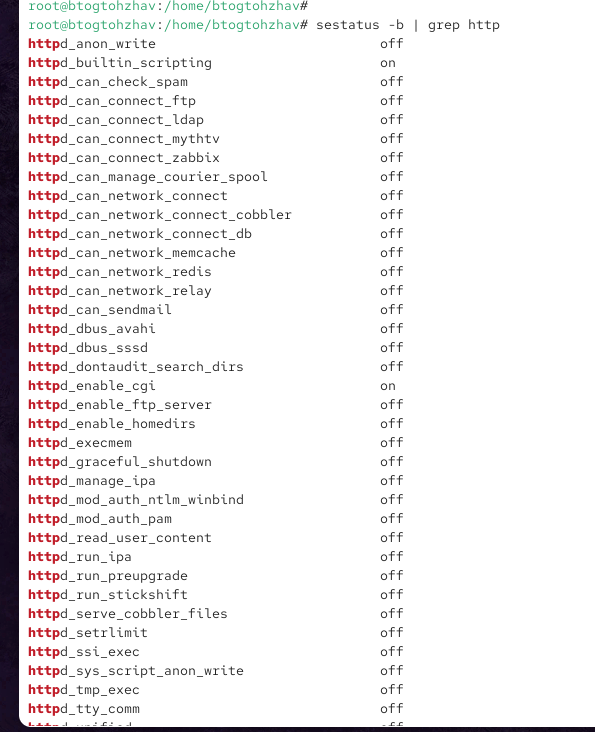 root@btogtohzhav:/home/btogtohzhav#
root@btogtohzhav:/home/btogtohzhav# sestatus -b | grep http
httpd_anon_write off
httpd_builtin_scripting on
httpd_can_check_spam off
httpd_can_connect_ftp off
httpd_can_connect_ldap off
httpd_can_connect_mythtv off
httpd_can_connect_zabbix off
httpd_can_manage_courier_spool off
httpd_can_network_connect off
httpd_can_network_connect_cobbler off
httpd_can_network_connect_db off
httpd_can_network_memcache off
httpd_can_network_redis off
httpd_can_network_relay off
httpd_can_sendmail off
httpd_dbus_avahi off
httpd_dbus_sssd off
httpd_dontaudit_search_dirs off
httpd_enable_cgi on
httpd_enable_ftp_server off
httpd_enable_homedirs off
httpd_execmem off
httpd_graceful_shutdown off
httpd_manage_ipa off
httpd_mod_auth_ntlm_winbind off
httpd_mod_auth_pam off
httpd_read_user_content off
httpd_run_ipa off
httpd_run_preupgrade off
httpd_run_stickshift off
httpd_serve_cobbler_files off
httpd_setrlimit off
httpd_ssi_exec off
httpd_sys_script_anon_write off
httpd_tmp_exec off
httpd_tty_comm off